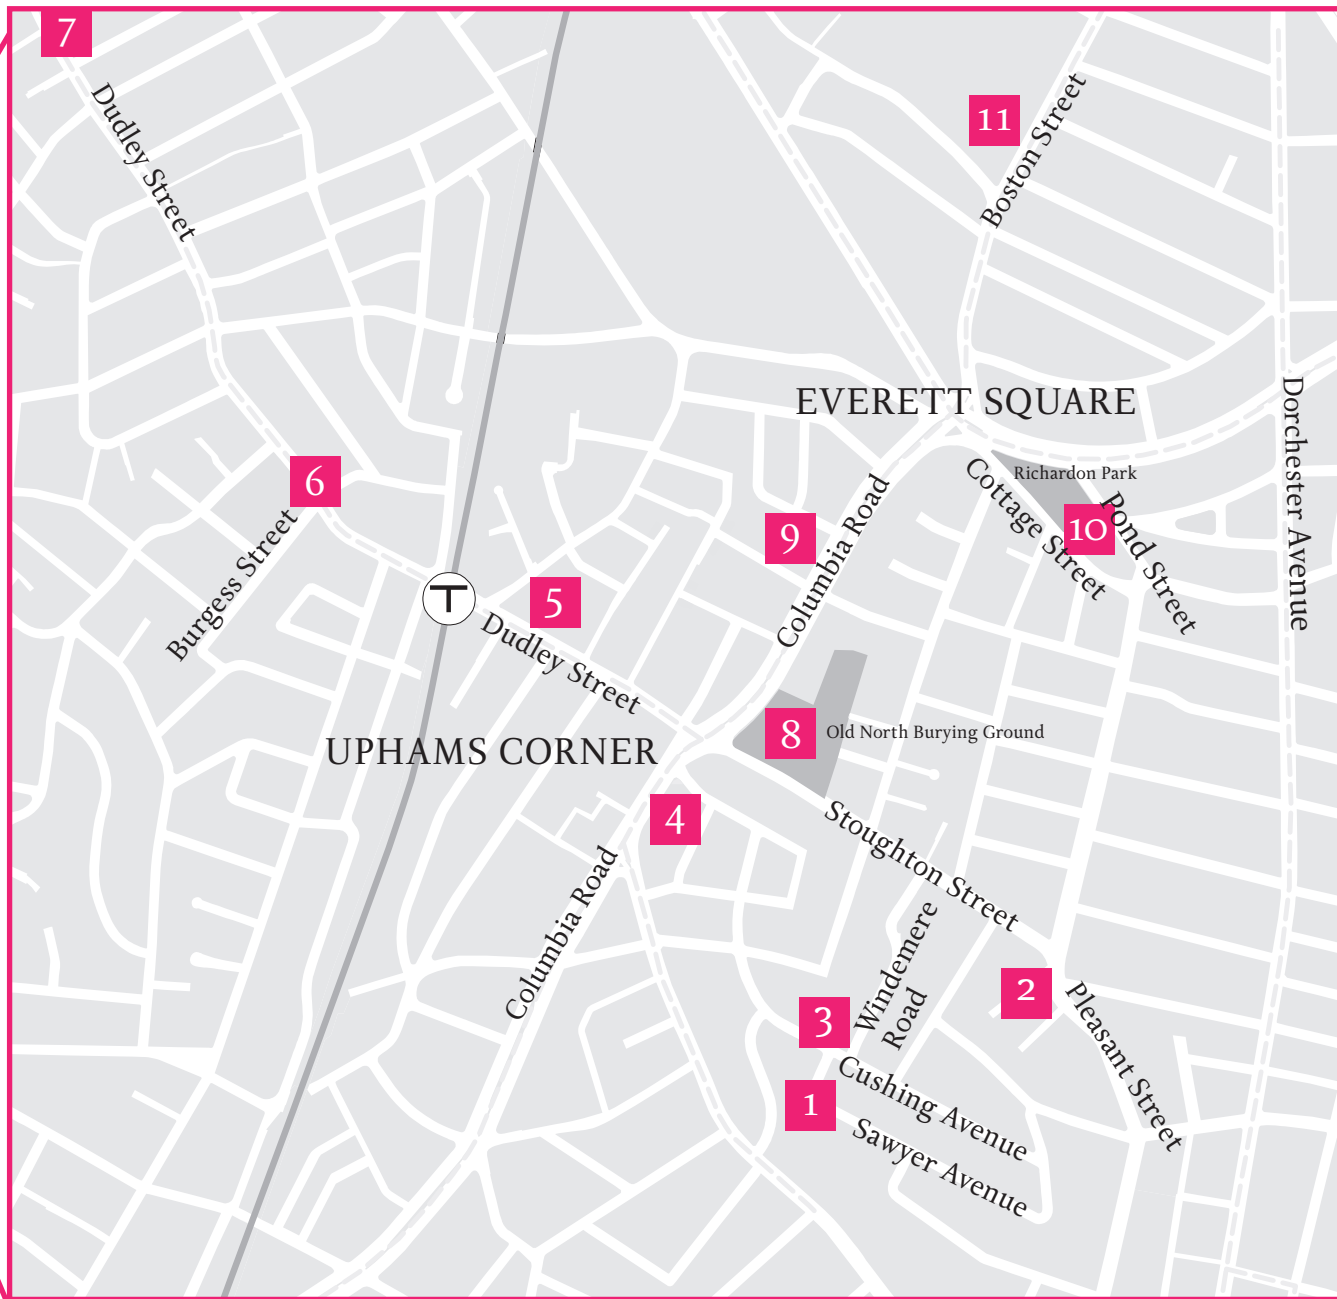 7
Dudley Street
11
Boston Street
EVERETT SQUARE
Dorchester Avenue
Richardon Park
Cottage Street
Pond Street
10
6
Burgess Street
9
Columbia Road
T
5
Dudley Street
8
Old North Burying Ground
UPHAMS CORNER
4
Stoughton Street
Columbia Road
Windemere
Road
2
Pleasant Street
3
Cushing Avenue
1
Sawyer Avenue